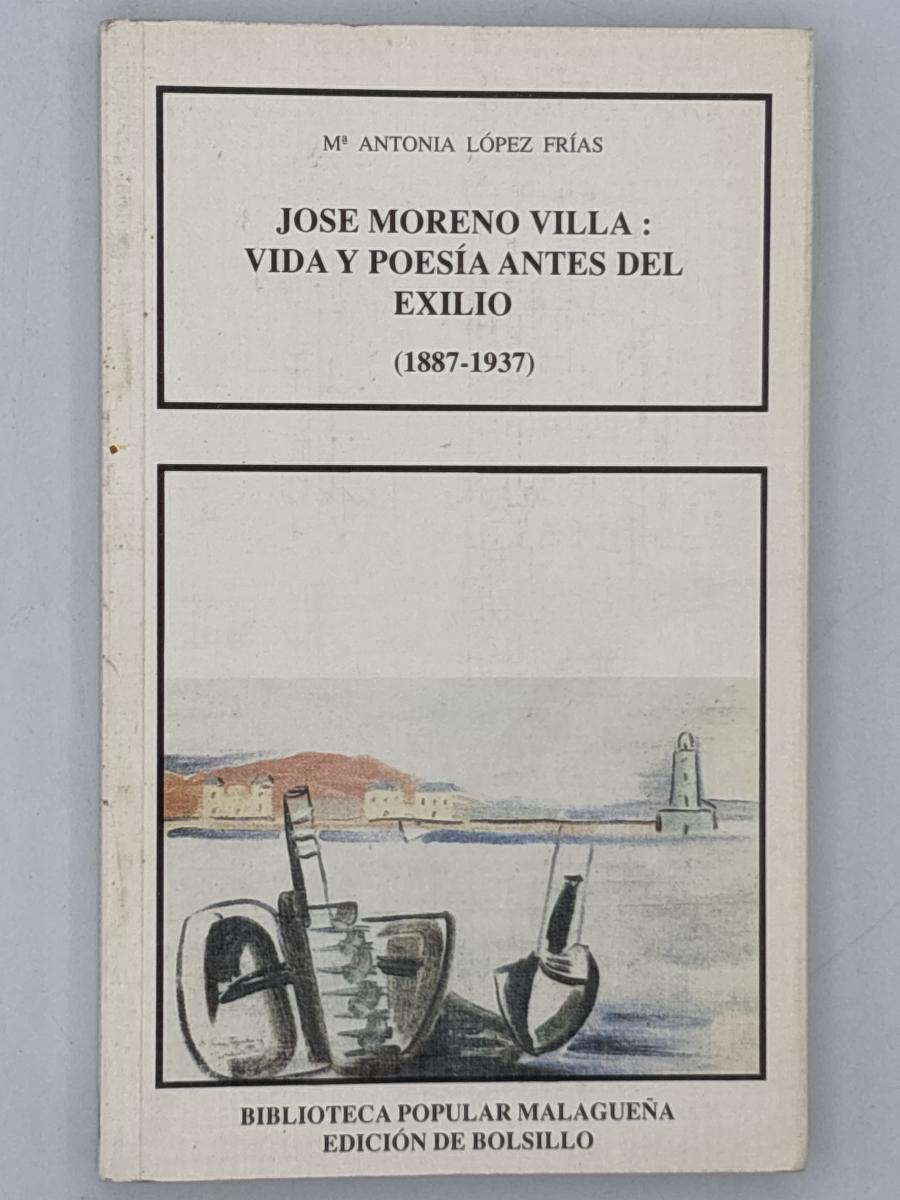 Mª ANTONIA LÓPEZ FRÍAS
JOSE MORENO VILLA :
VIDA Y POESÍA ANTES DEL
EXILIO
(1887-1937)
BIBLIOTECA POPULAR MALAGUEÑA
EDICIÓN DE BOLSILLO